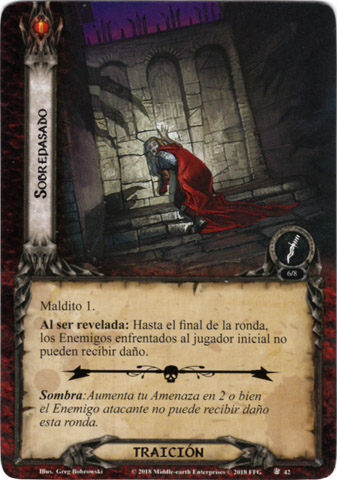 SOBREPASADO
6/8
Maldito 1.
Al ser revelada: Hasta el final de la ronda,
los Enemigos enfrentados al jugador inicial no
pueden recibir daño.
Sombra: Aumenta tu Amenaza en 2 o bien
el Enemigo atacante no puede recibir daño
esta ronda.
TRAICIÓN
Illus. Greg Bobrowski
© 2018 Middle-earth Enterprises © 2018 FFG
42